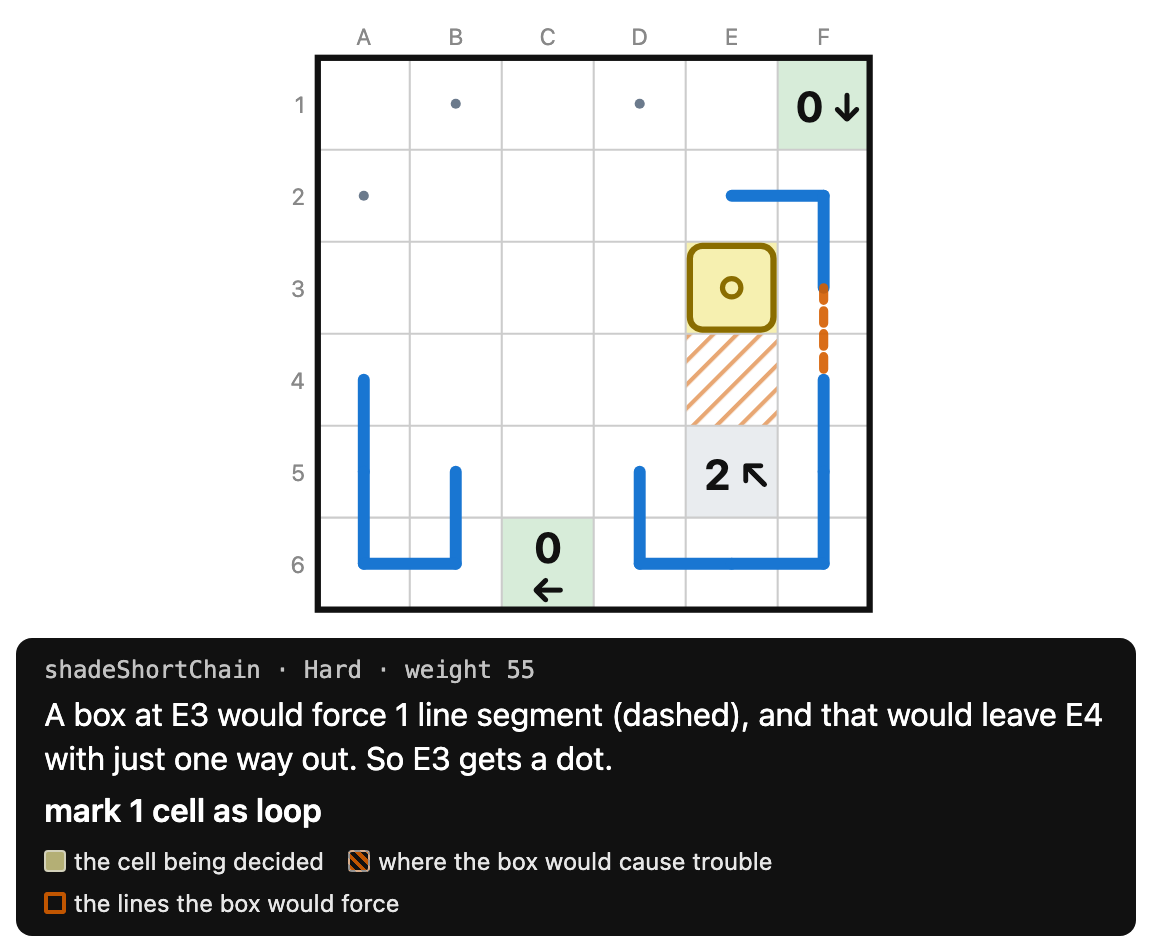 A B C D E F
1 0 ↓
2
3
4
5 2 ↖
6 0 ←
shadeShortChain · Hard · weight 55
A box at E3 would force 1 line segment (dashed), and that would leave E4
with just one way out. So E3 gets a dot.
mark 1 cell as loop
the cell being decided where the box would cause trouble
the lines the box would force